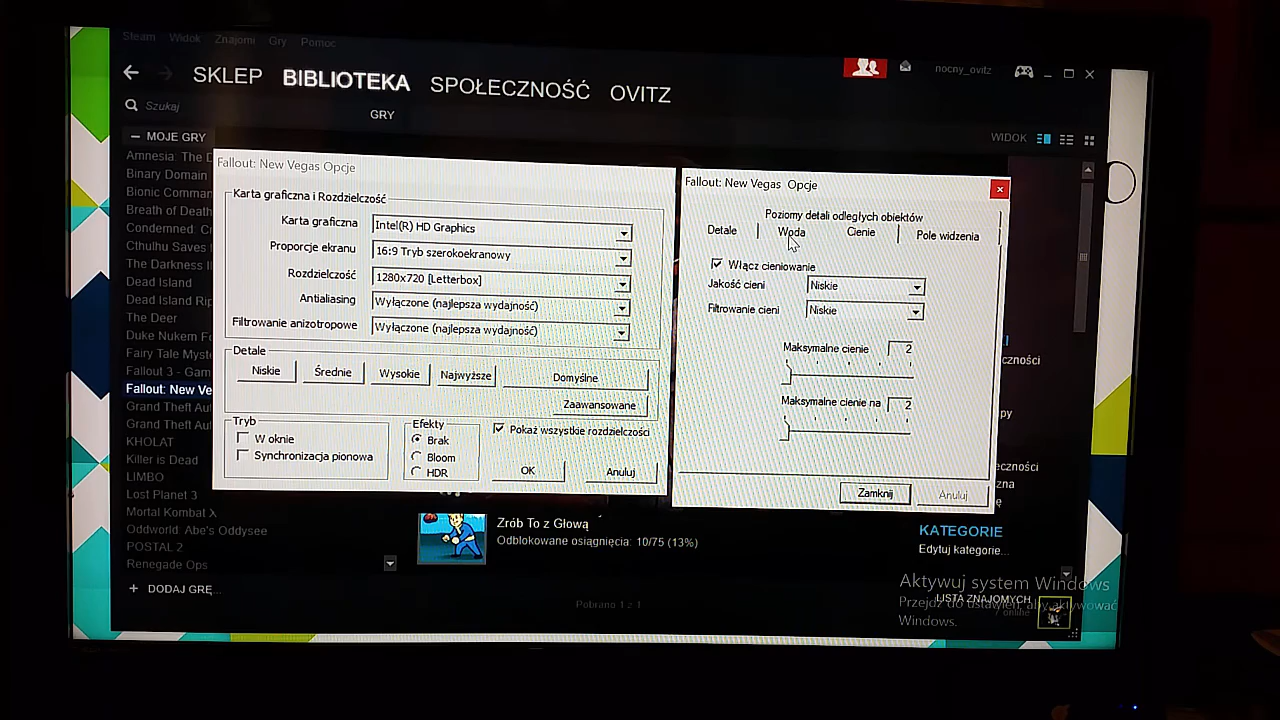 Steam Widok Znajomi Gry Pomoc
SKLEP BIBLIOTEKA SPOŁECZNOŚĆ OVITZ
nocny_ovitz
Szukaj
GRY
MOJE GRY
WIDOK
Amnesia: The D
Binary Domain
Bionic Comman
Breath of Death
Condemned: Cr
Cthulhu Saves
The Darkness II
Dead Island
Dead Island Rip
The Deer
Duke Nukem Fo
Fairy Tale Myste
Fallout 3 - Gam
Fallout: New Ve
Grand Theft Au
Grand Theft Aut
KHOLAT
Killer is Dead
LIMBO
Lost Planet 3
Mortal Kombat
Oddworld: Abe's Oddysee
POSTAL 2
Renegade Ops
DODAJ GRĘ...
Fallout: New Vegas Opcje
Karta graficzna i Rozdzielczość
Karta graficzna Intel(R) HD Graphics
Proporcje ekranu 16:9 Tryb szerokoekranowy
Rozdzielczość 1280x720 [Letterbox]
Antialiasing Wyłączone (najlepsza wydajność)
Filtrowanie anizotropowe Wyłączone (najlepsza wydajność)
Detale
Niskie Średnie Wysokie Najwyższe Domyślne
Zaawansowane
Tryb
W oknie
Synchronizacja pionowa
Efekty
Brak
Bloom
HDR
Pokaż wszystkie rozdzielczości
OK Anuluj
Fallout: New Vegas Opcje
Poziomy detali odległych obiektów
Detale Woda Cienie Pole widzenia
Włącz cieniowanie
Jakość cieni Niskie
Filtrowanie cieni Niskie
Maksymalne cienie 2
Maksymalne cienie na 2
Zamknij Anuluj
Zrób To z Głową
Odblokowane osiągnięcia: 10/75 (13%)
Pobrano 1 z 1
KATEGORIE
Edytuj kategorie...
Aktywuj system Windows
Przejdź do ustawień, aby aktywować
Windows.
LISTA ZNAJOMYCH
online